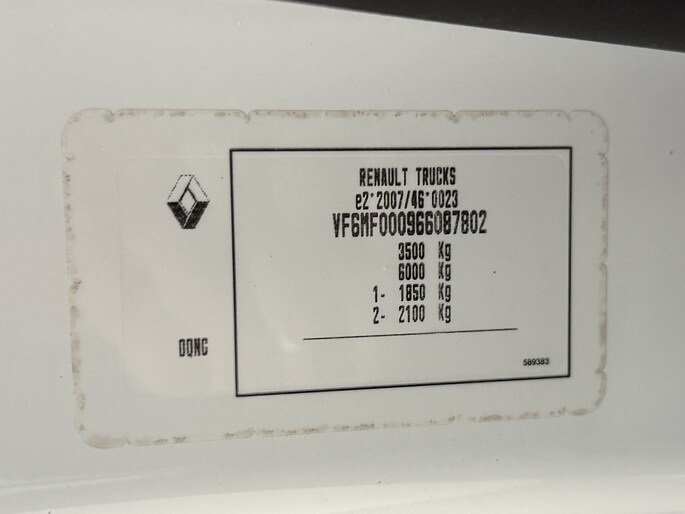 RENAULT TRUCKS
e2*2007/46*0023
VF6MF000966087802
3500 Kg
6000 Kg
1- 1850 Kg
2- 2100 Kg
DQNC
589383